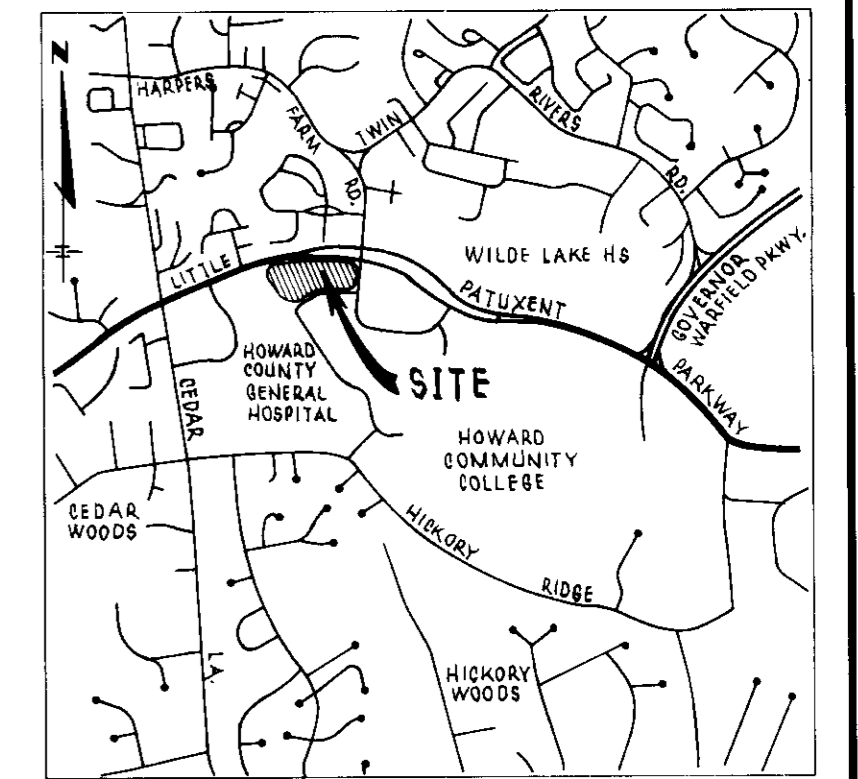 N
HARPERS
FARM
RD.
TWIN
RIVERS
RD.
LITTLE
PATUXENT
PARKWAY
WILDE LAKE HS
GOVERNOR
WARFIELD PKWY.
HOWARD
COUNTY
GENERAL
HOSPITAL
SITE
CEDAR
LA.
HOWARD
COMMUNITY
COLLEGE
CEDAR
WOODS
HICKORY
RIDGE
HICKORY
WOODS